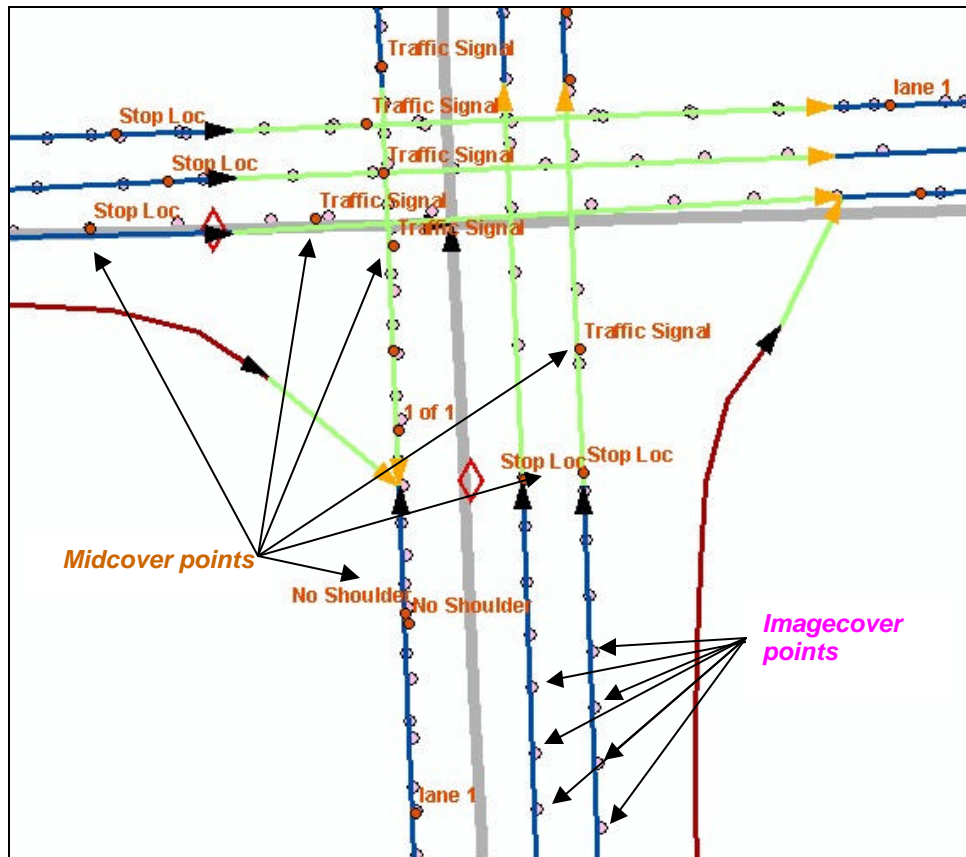 Traffic Signal
lane 1
Stop Loc
Traffic Signal
Stop Loc
Traffic Signal
Stop Loc
Traffic Signal
Traffic Signal
Traffic Signal
1 of 1
Stop Loc
Stop Loc
Midcover points
No Shoulder
No Shoulder
Imagecover
points
lane 1